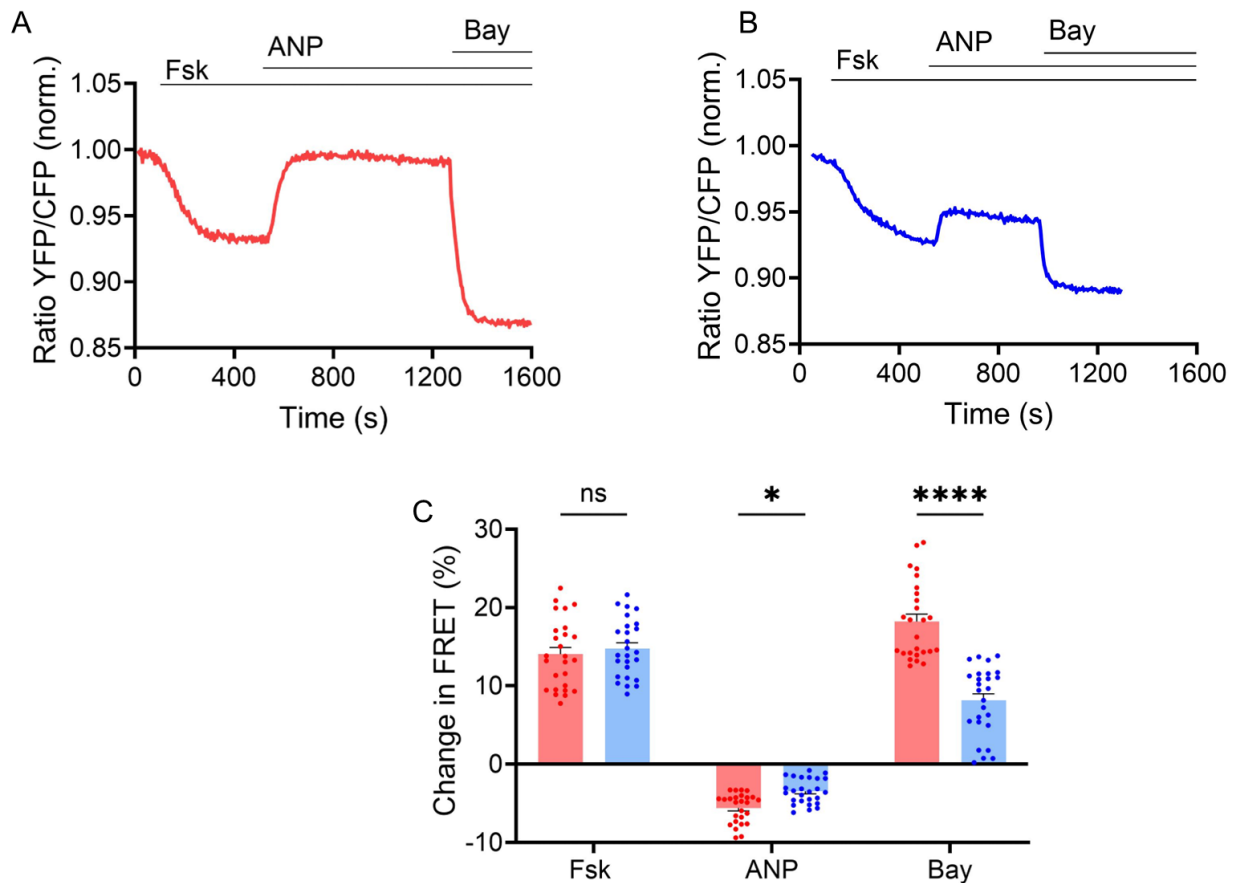 A
Bay
ANP
Fsk
1.05
1.00
0.95
0.90
0.85
Ratio YFP/CFP (norm.)
0 400 800 1200 1600
Time (s)
B
Bay
ANP
Fsk
1.05
1.00
0.95
0.90
0.85
Ratio YFP/CFP (norm.)
0 400 800 1200 1600
Time (s)
C
ns * ****
30
20
10
0
-10
Change in FRET (%)
Fsk ANP Bay